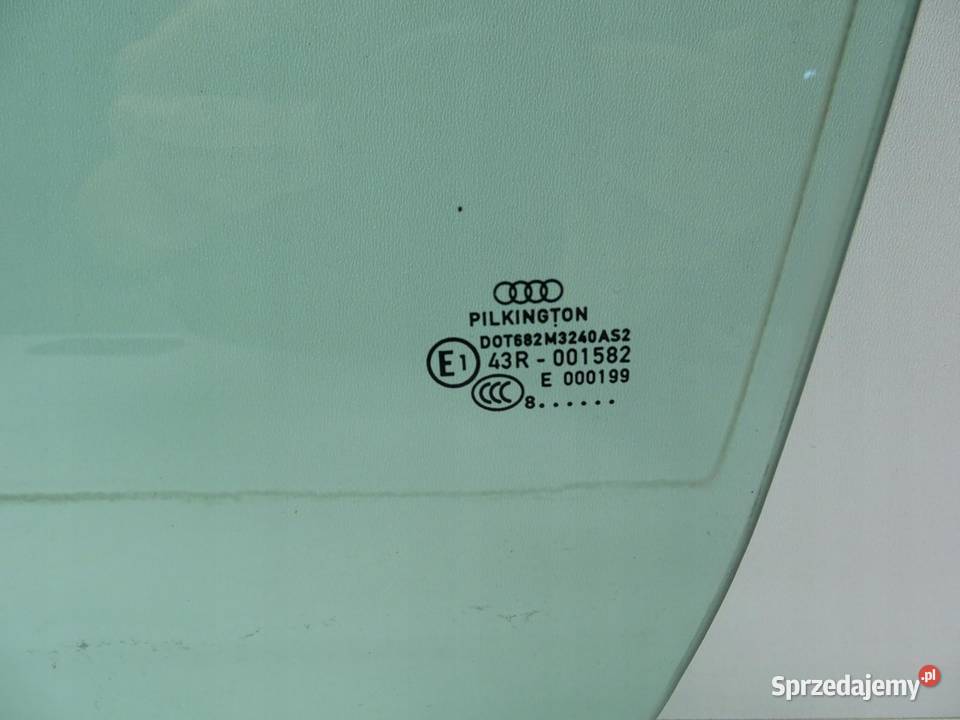 PILKINGTON
DOT682M3240AS2
E1 43R - 001582
E 000199
CCC 8......
Sprzedajemy.pl